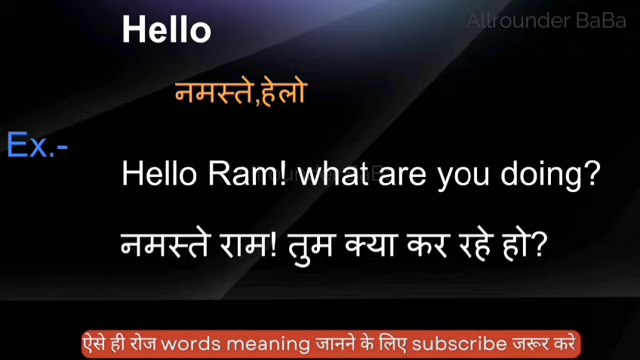 Allrounder BaBa
Hello
नमस्ते,हेलो
Ex.-
Hello Ram! what are you doing?
नमस्ते राम! तुम क्या कर रहे हो?
ऐसे ही रोज words meaning जानने के लिए subscribe जरूर करे